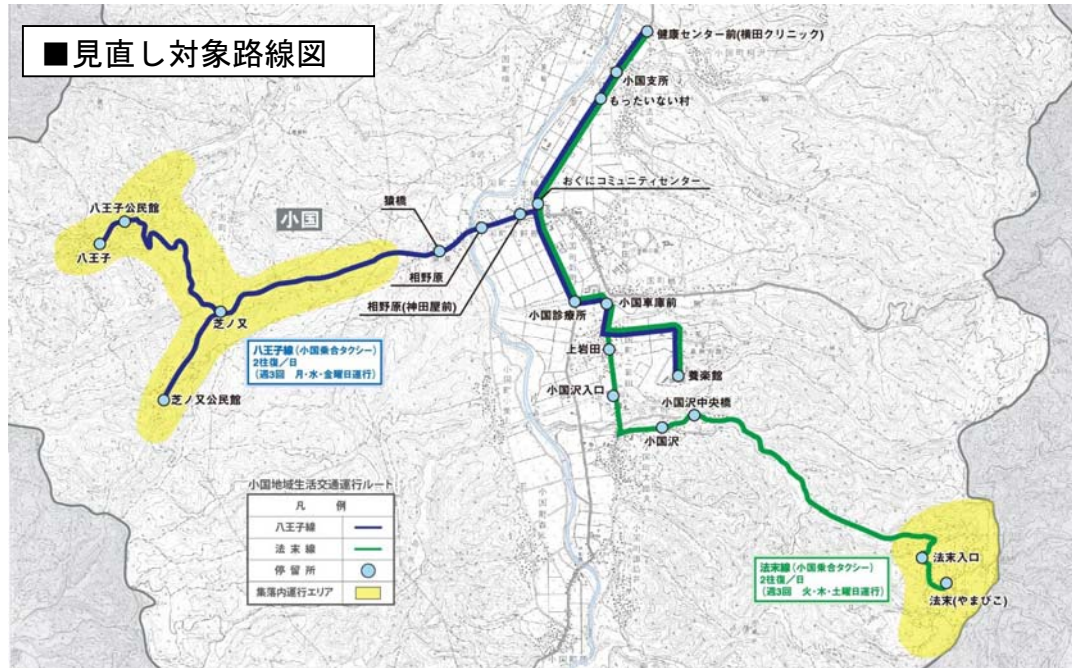 ■見直し対象路線図
健康センター前(横田クリニック)
小国支所
もったいない村
おぐにコミュニティセンター
猿橋
小国
八王子公民館
八王子
相野原
相野原(神田屋前)
芝ノ又
小国診療所
小国車庫前
上岩田
養楽館
八王子線(小国乗合タクシー)
2往復/日
(週3回 月・水・金曜日運行)
芝ノ又公民館
小国沢入口
小国沢中央橋
小国沢
小国地域生活交通運行ルート
凡 例
八王子線
法末線
停留所
集落内運行エリア
法末線(小国乗合タクシー)
2往復/日
(週3回 火・木・土曜日運行)
法末入口
法末(やまびこ)